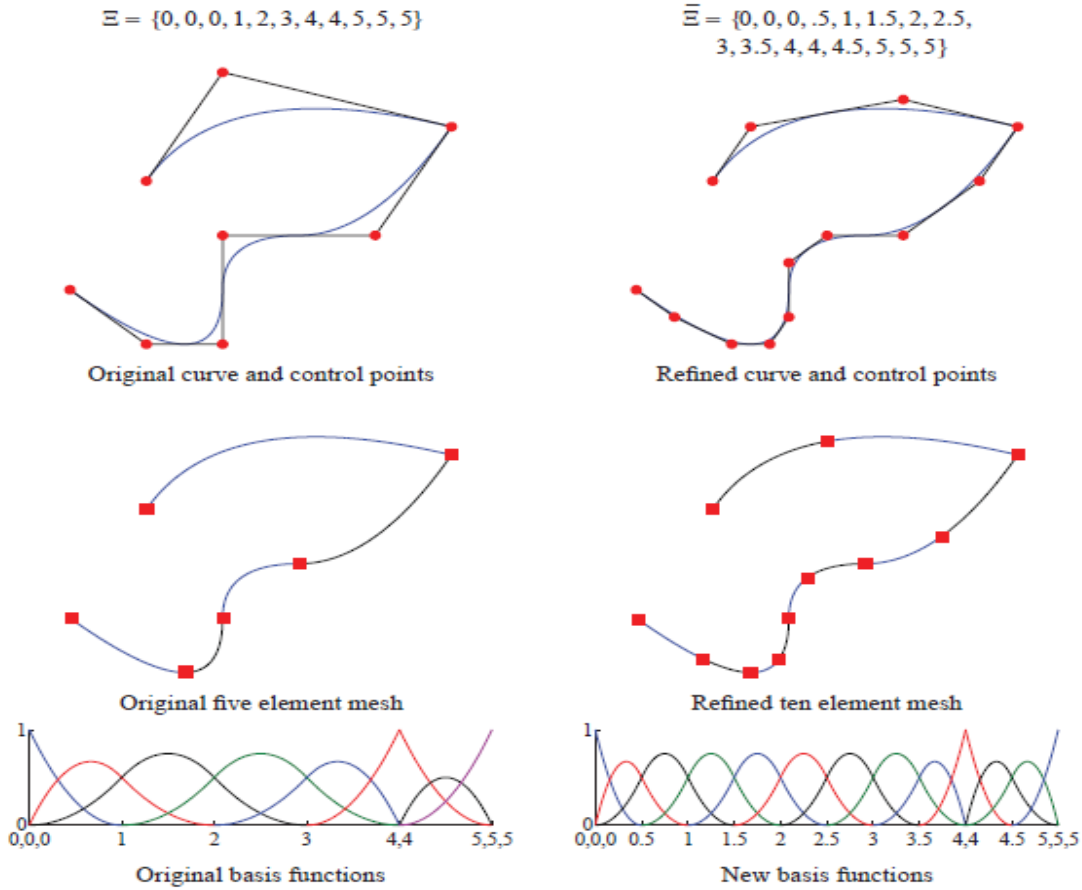 Ξ = {0, 0, 0, 1, 2, 3, 4, 4, 5, 5, 5}
Ξ̄ = {0, 0, 0, .5, 1, 1.5, 2, 2.5,
3, 3.5, 4, 4, 4.5, 5, 5, 5}
Original curve and control points
Refined curve and control points
Original five element mesh
Refined ten element mesh
1
0
0,0,0 1 2 3 4,4 5,5,5
Original basis functions
1
0
0,0,0 0.5 1 1.5 2 2.5 3 3.5 4,4 4.5 5,5,5
New basis functions